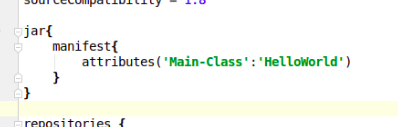 sourceCompatibility = 1.8
jar{
manifest{
attributes('Main-Class':'HelloWorld')
}
}
repositories {